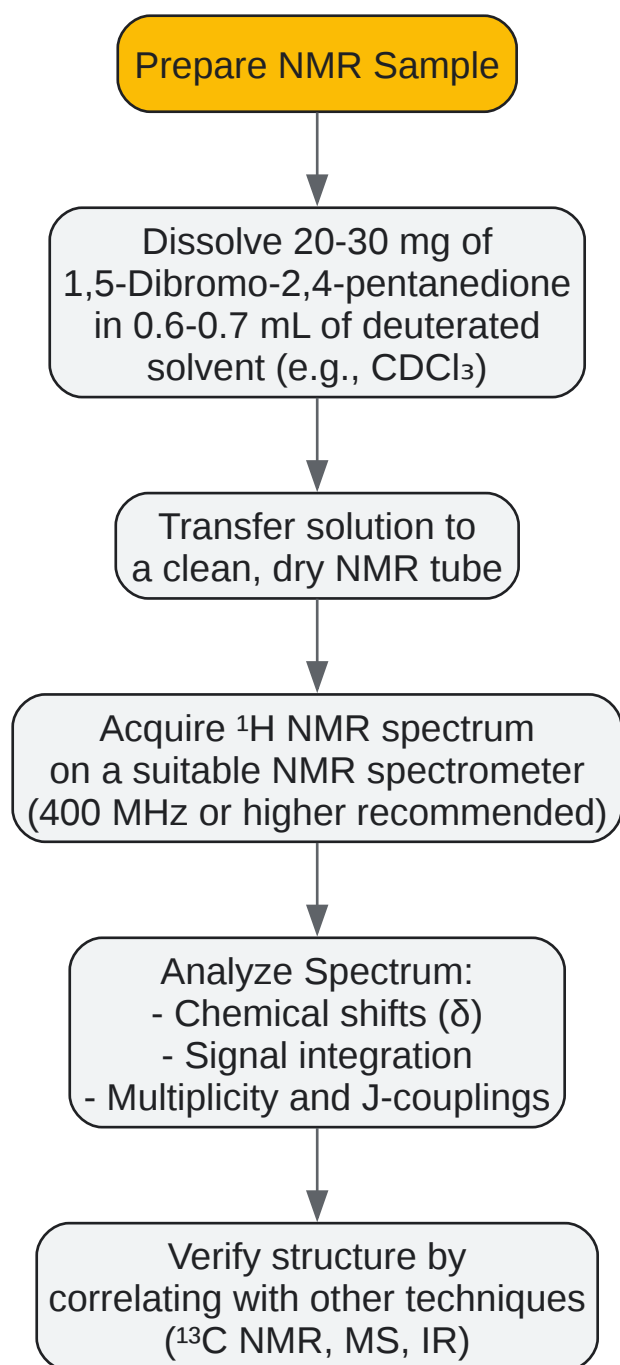 Prepare NMR Sample
Dissolve 20-30 mg of
1,5-Dibromo-2,4-pentanedione
in 0.6-0.7 mL of deuterated
solvent (e.g., CDCl₃)
Transfer solution to
a clean, dry NMR tube
Acquire ¹H NMR spectrum
on a suitable NMR spectrometer
(400 MHz or higher recommended)
Analyze Spectrum:
- Chemical shifts (δ)
- Signal integration
- Multiplicity and J-couplings
Verify structure by
correlating with other techniques
(¹³C NMR, MS, IR)